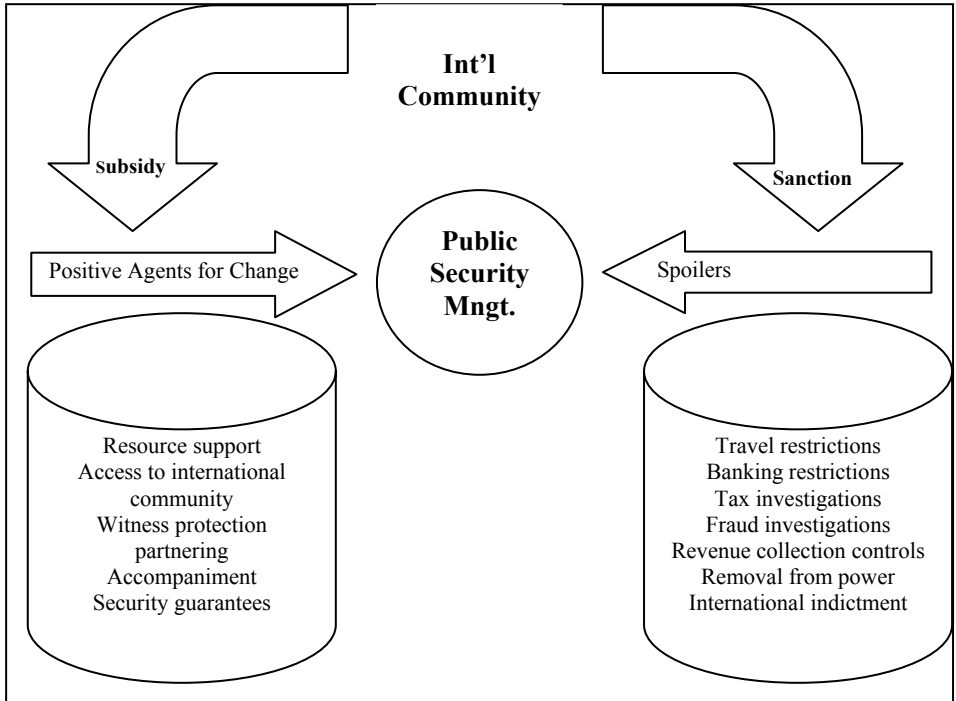 Int’l
Community
Subsidy
Sanction
Positive Agents for Change
Public
Security
Mngt.
Spoilers
Resource support
Access to international
community
Witness protection
partnering
Accompaniment
Security guarantees
Travel restrictions
Banking restrictions
Tax investigations
Fraud investigations
Revenue collection controls
Removal from power
International indictment